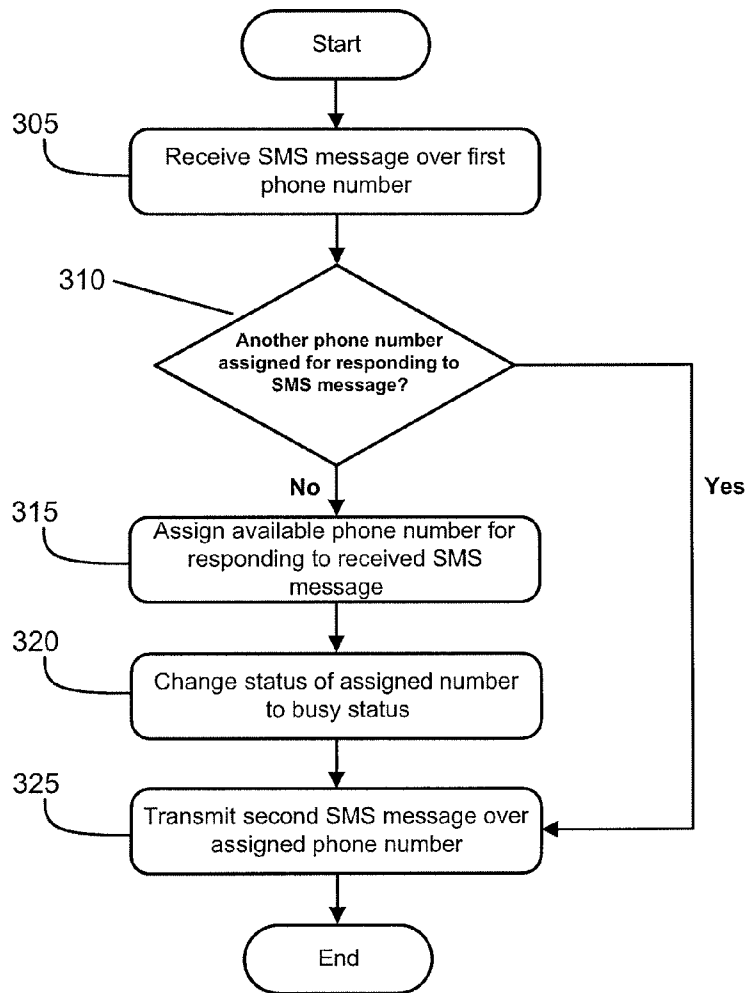 Start
305
Receive SMS message over first
phone number
310
Another phone number
assigned for responding to
SMS message?
No
Yes
315
Assign available phone number for
responding to received SMS
message
320
Change status of assigned number
to busy status
325
Transmit second SMS message over
assigned phone number
End